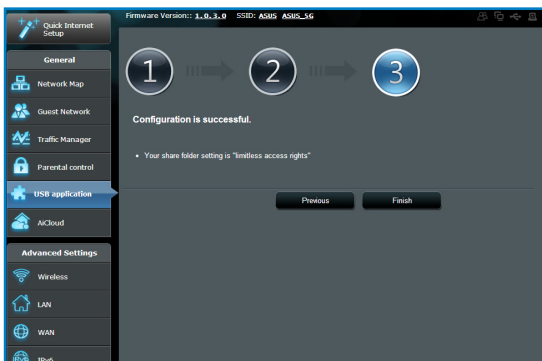 Quick Internet
Setup
Firmware Version:: 1.0.3.0 SSID: ASUS ASUS_5G
General
Network Map
Guest Network
Traffic Manager
Parental control
USB application
AiCloud
Advanced Settings
Wireless
LAN
WAN
IPv6
1
2
3
Configuration is successful.
• Your share folder setting is "limitless access rights"
Previous
Finish